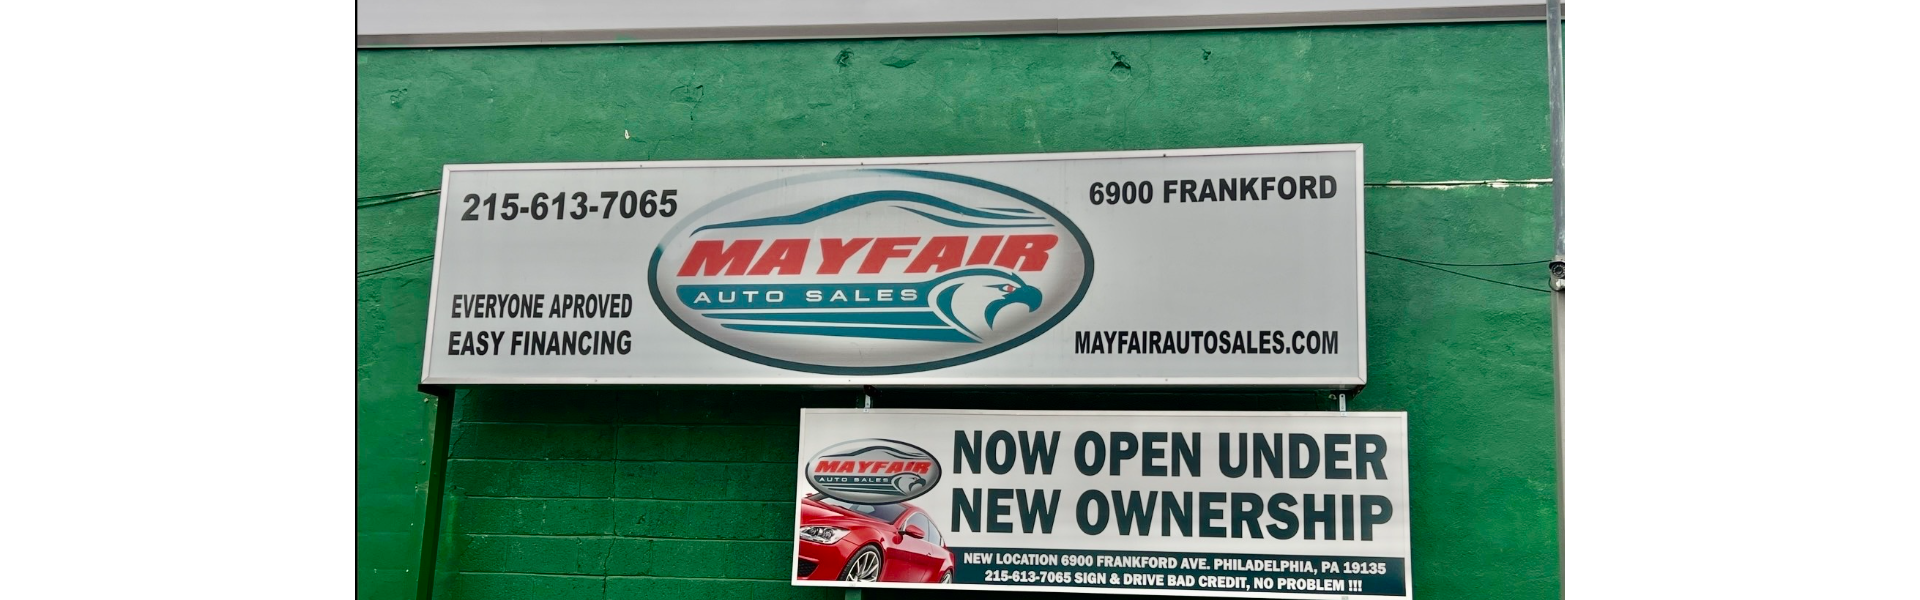 215-613-7065
6900 FRANKFORD
MAYFAIR
AUTO SALES
EVERYONE APROVED
EASY FINANCING
MAYFAIRAUTOSALES.COM
MAYFAIR
AUTO SALES
NOW OPEN UNDER
NEW OWNERSHIP
NEW LOCATION 6900 FRANKFORD AVE. PHILADELPHIA, PA 19135
215-613-7065 SIGN & DRIVE BAD CREDIT, NO PROBLEM !!!